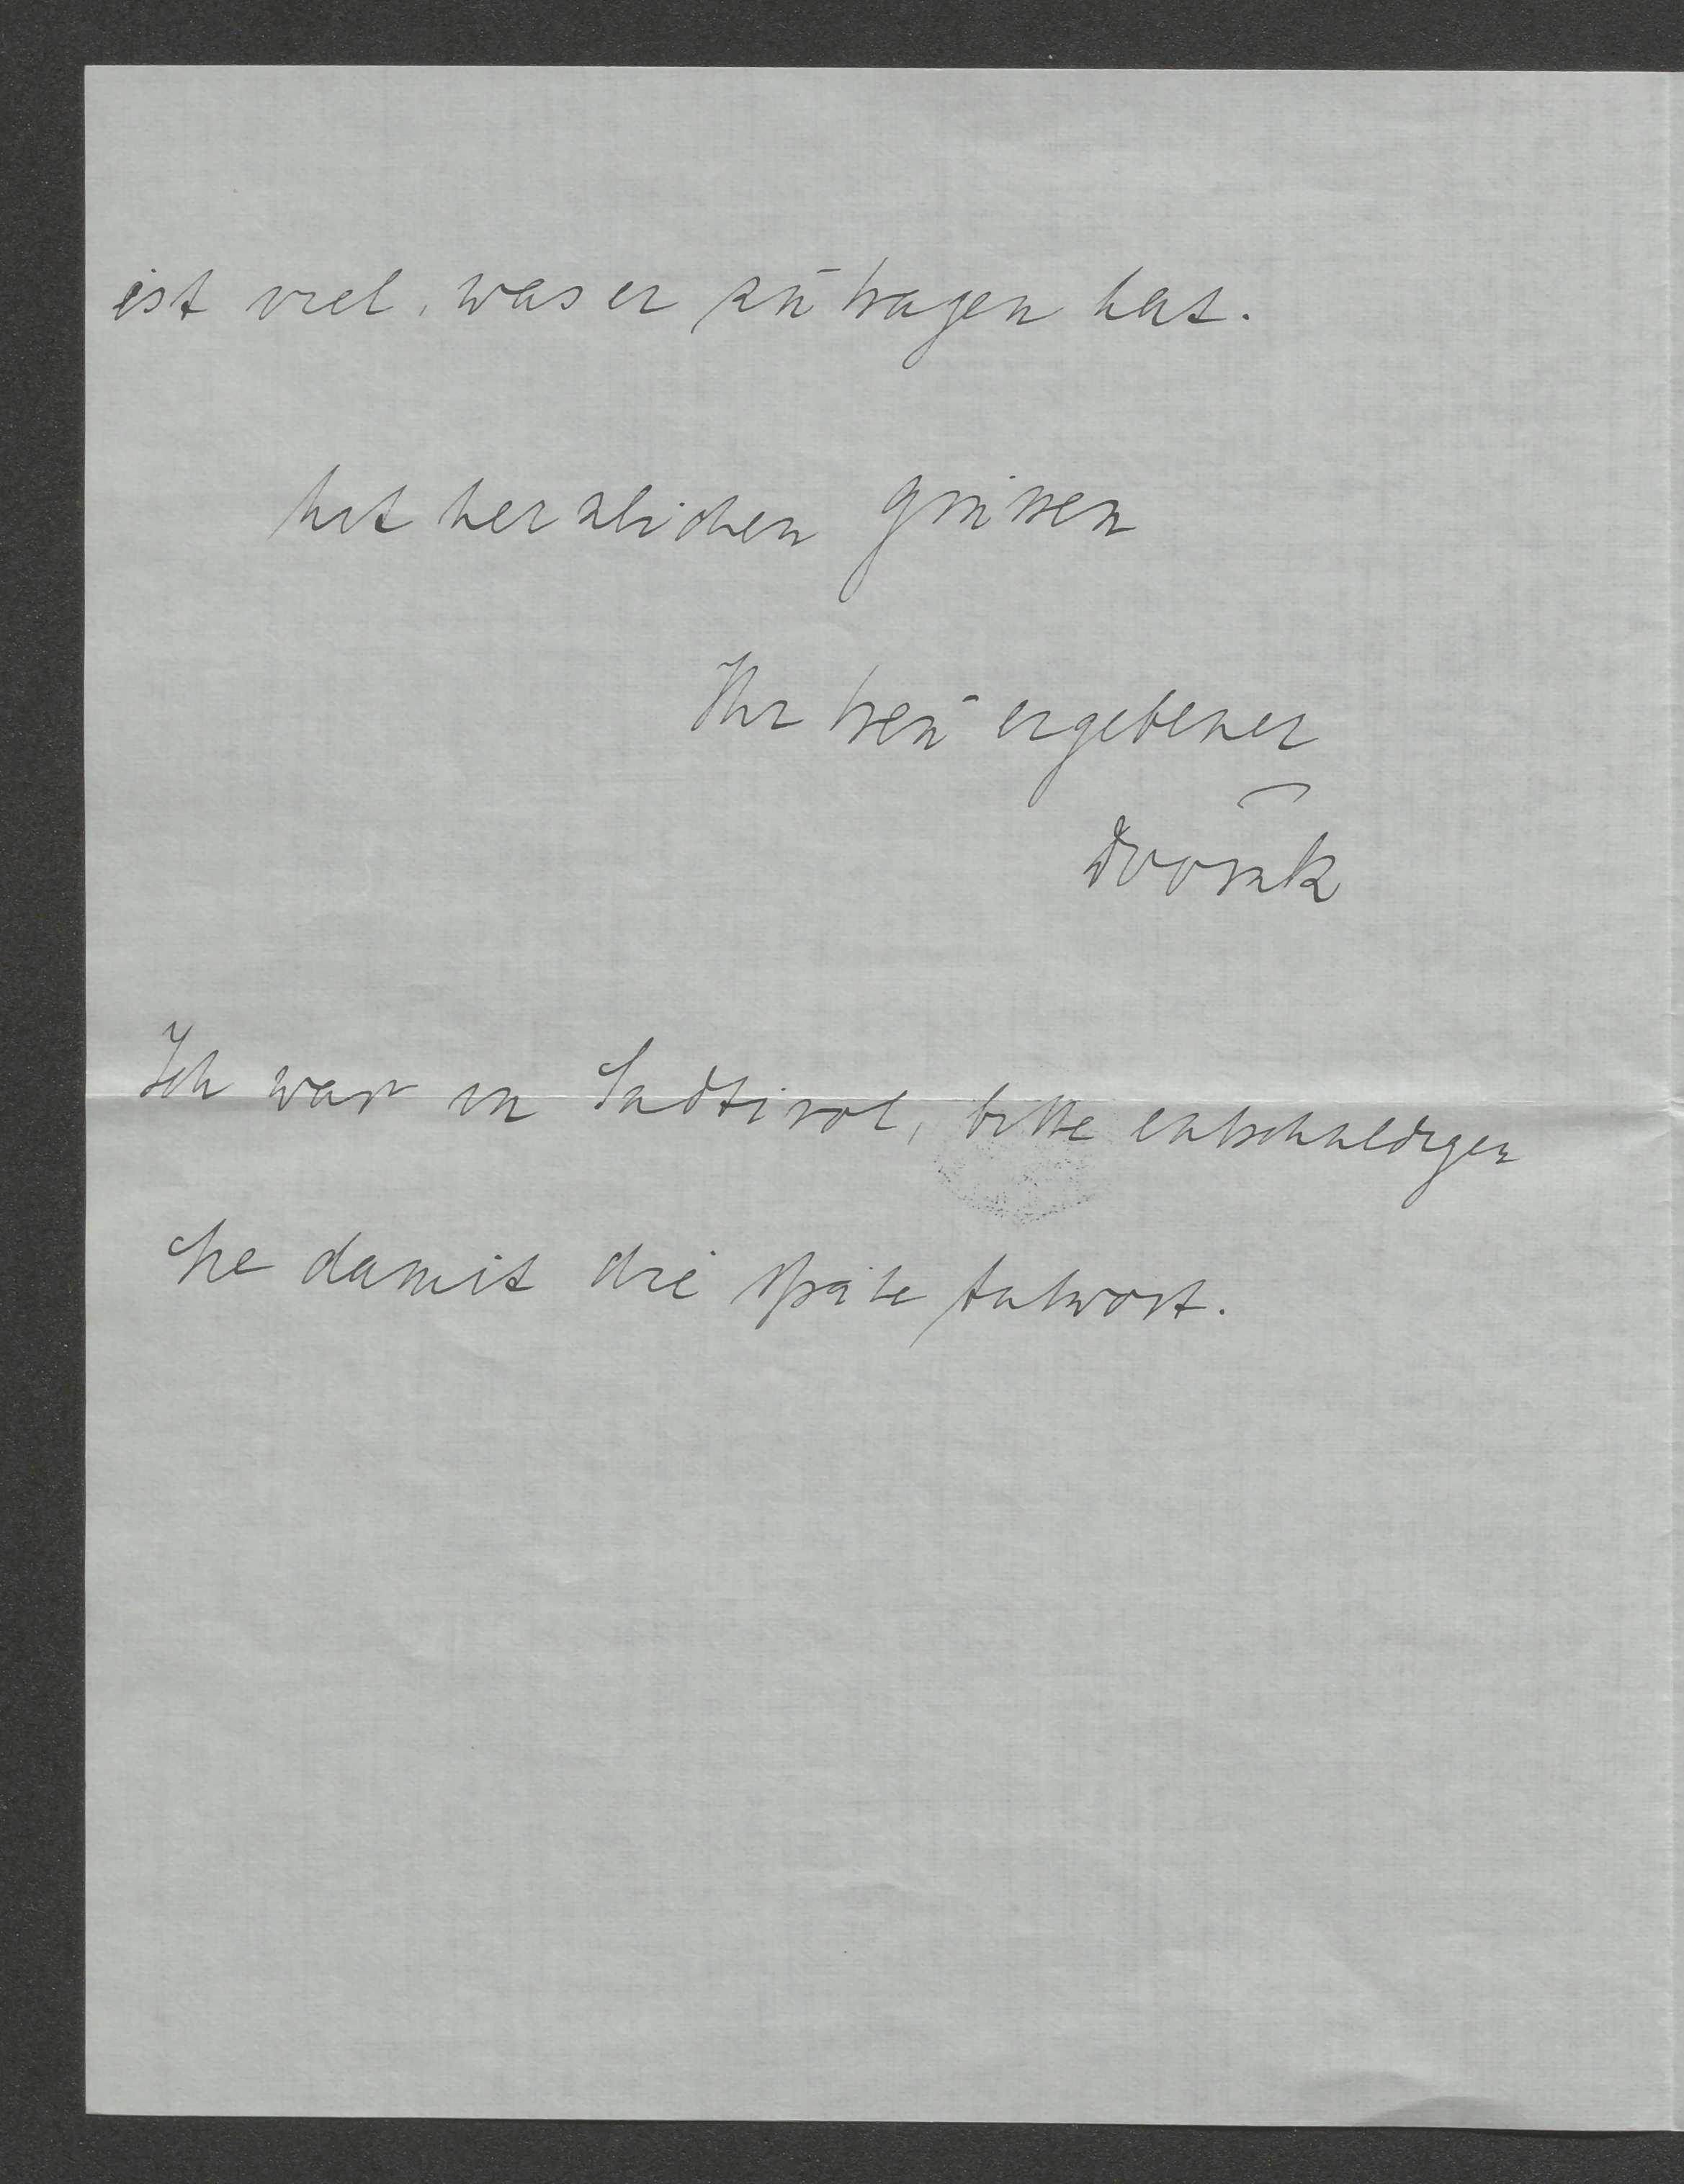 ist viel, was er zu tragen hat.
Mit herzlichen Grüssen
Ihr treu ergebener
Dvořák
Ich war in Südtirol, bitte entschuldigen
Sie damit die späte Antwort.